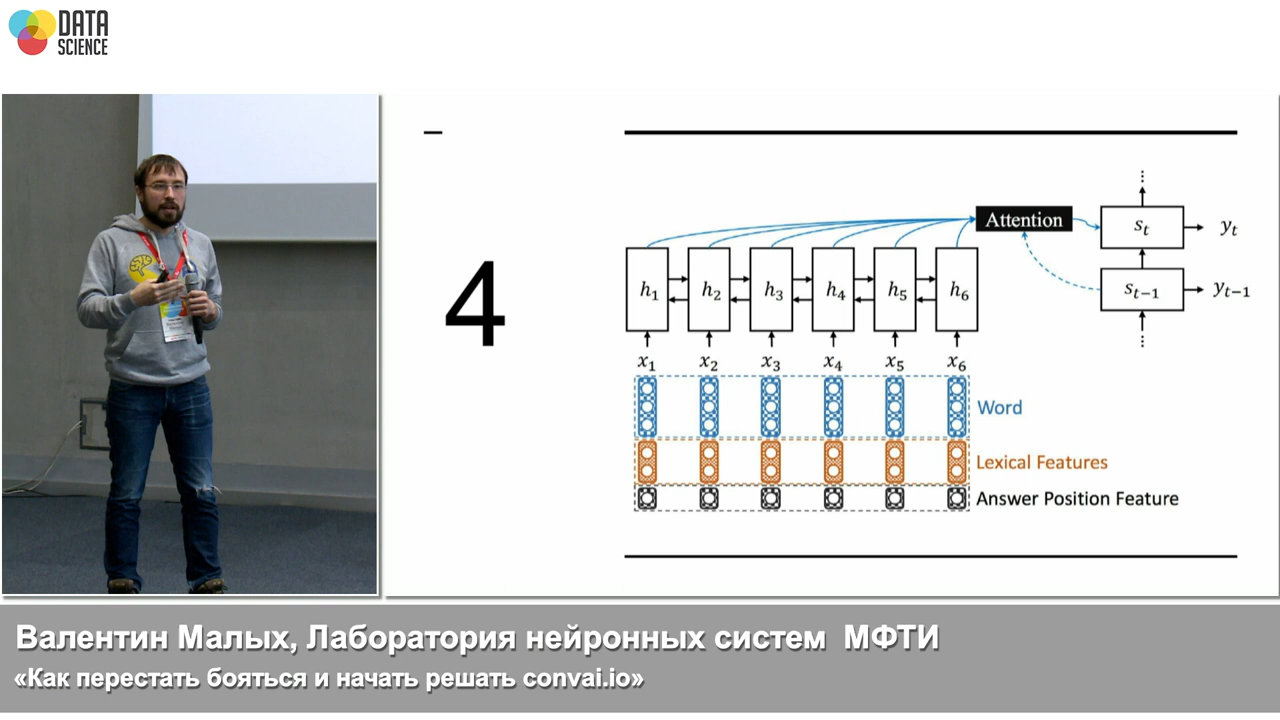 DATA
SCIENCE
4
Attention
s_t
y_t
h_1 h_2 h_3 h_4 h_5 h_6
s_{t-1}
y_{t-1}
x_1 x_2 x_3 x_4 x_5 x_6
Word
Lexical Features
Answer Position Feature
Валентин Малых, Лаборатория нейронных систем МФТИ
«Как перестать бояться и начать решать convai.io»